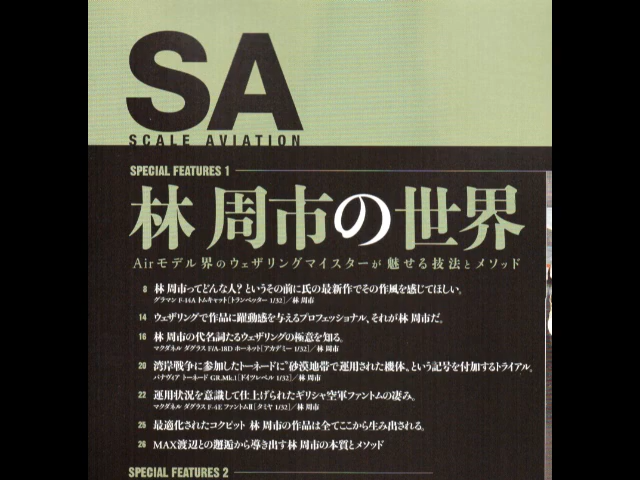 SA
SCALE AVIATION
SPECIAL FEATURES 1
林 周市の世界
Airモデル界のウェザリングマイスターが 魅せる技法とメソッド
8 林 周市ってどんな人？というその前に氏の最新作でその作風を感じてほしい。
グラマン F-14A トムキャット［トランペッター 1/32］／林 周市
14 ウェザリングで作品に躍動感を与えるプロフェッショナル、それが林 周市だ。
16 林 周市の代名詞たるウェザリングの極意を知る。
マクダネル ダグラス F/A-18D ホーネット［アカデミー 1/32］／林 周市
20 湾岸戦争に参加したトーネードに“砂漠地帯で運用された機体、という記号を付加するトライアル。
パナヴィア トーネード GR.Mk.1［ドイツレベル 1/32］／林 周市
22 運用状況を意識して仕上げられたギリシャ空軍ファントムの凄み。
マクダネル ダグラス F-4E ファントムII［タミヤ 1/32］／林 周市
25 最適化されたコクピット 林 周市の作品は全てここから生み出される。
26 MAX渡辺との邂逅から導き出す林 周市の本質とメソッド
SPECIAL FEATURES 2